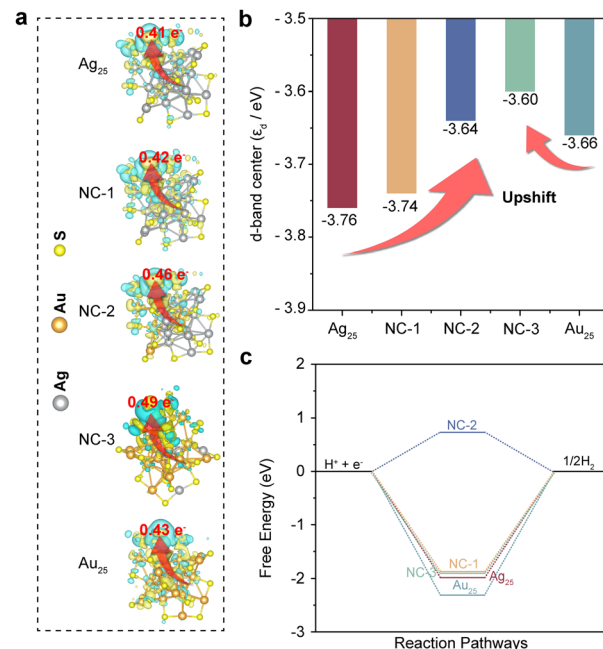 a
0.41 e-
Ag25
0.42 e-
NC-1
S
0.46 e-
Au
NC-2
Ag
0.49 e-
NC-3
0.43 e-
Au25
b
d-band center (εd / eV)
-3.5
-3.6
-3.7
-3.8
-3.9
-3.76
-3.74
-3.64
-3.60
-3.66
Upshift
Ag25 NC-1 NC-2 NC-3 Au25
c
Free Energy (eV)
2
1
0
-1
-2
-3
NC-2
H+ + e-
1/2H2
NC-1
NC-3
Ag25
Au25
Reaction Pathways